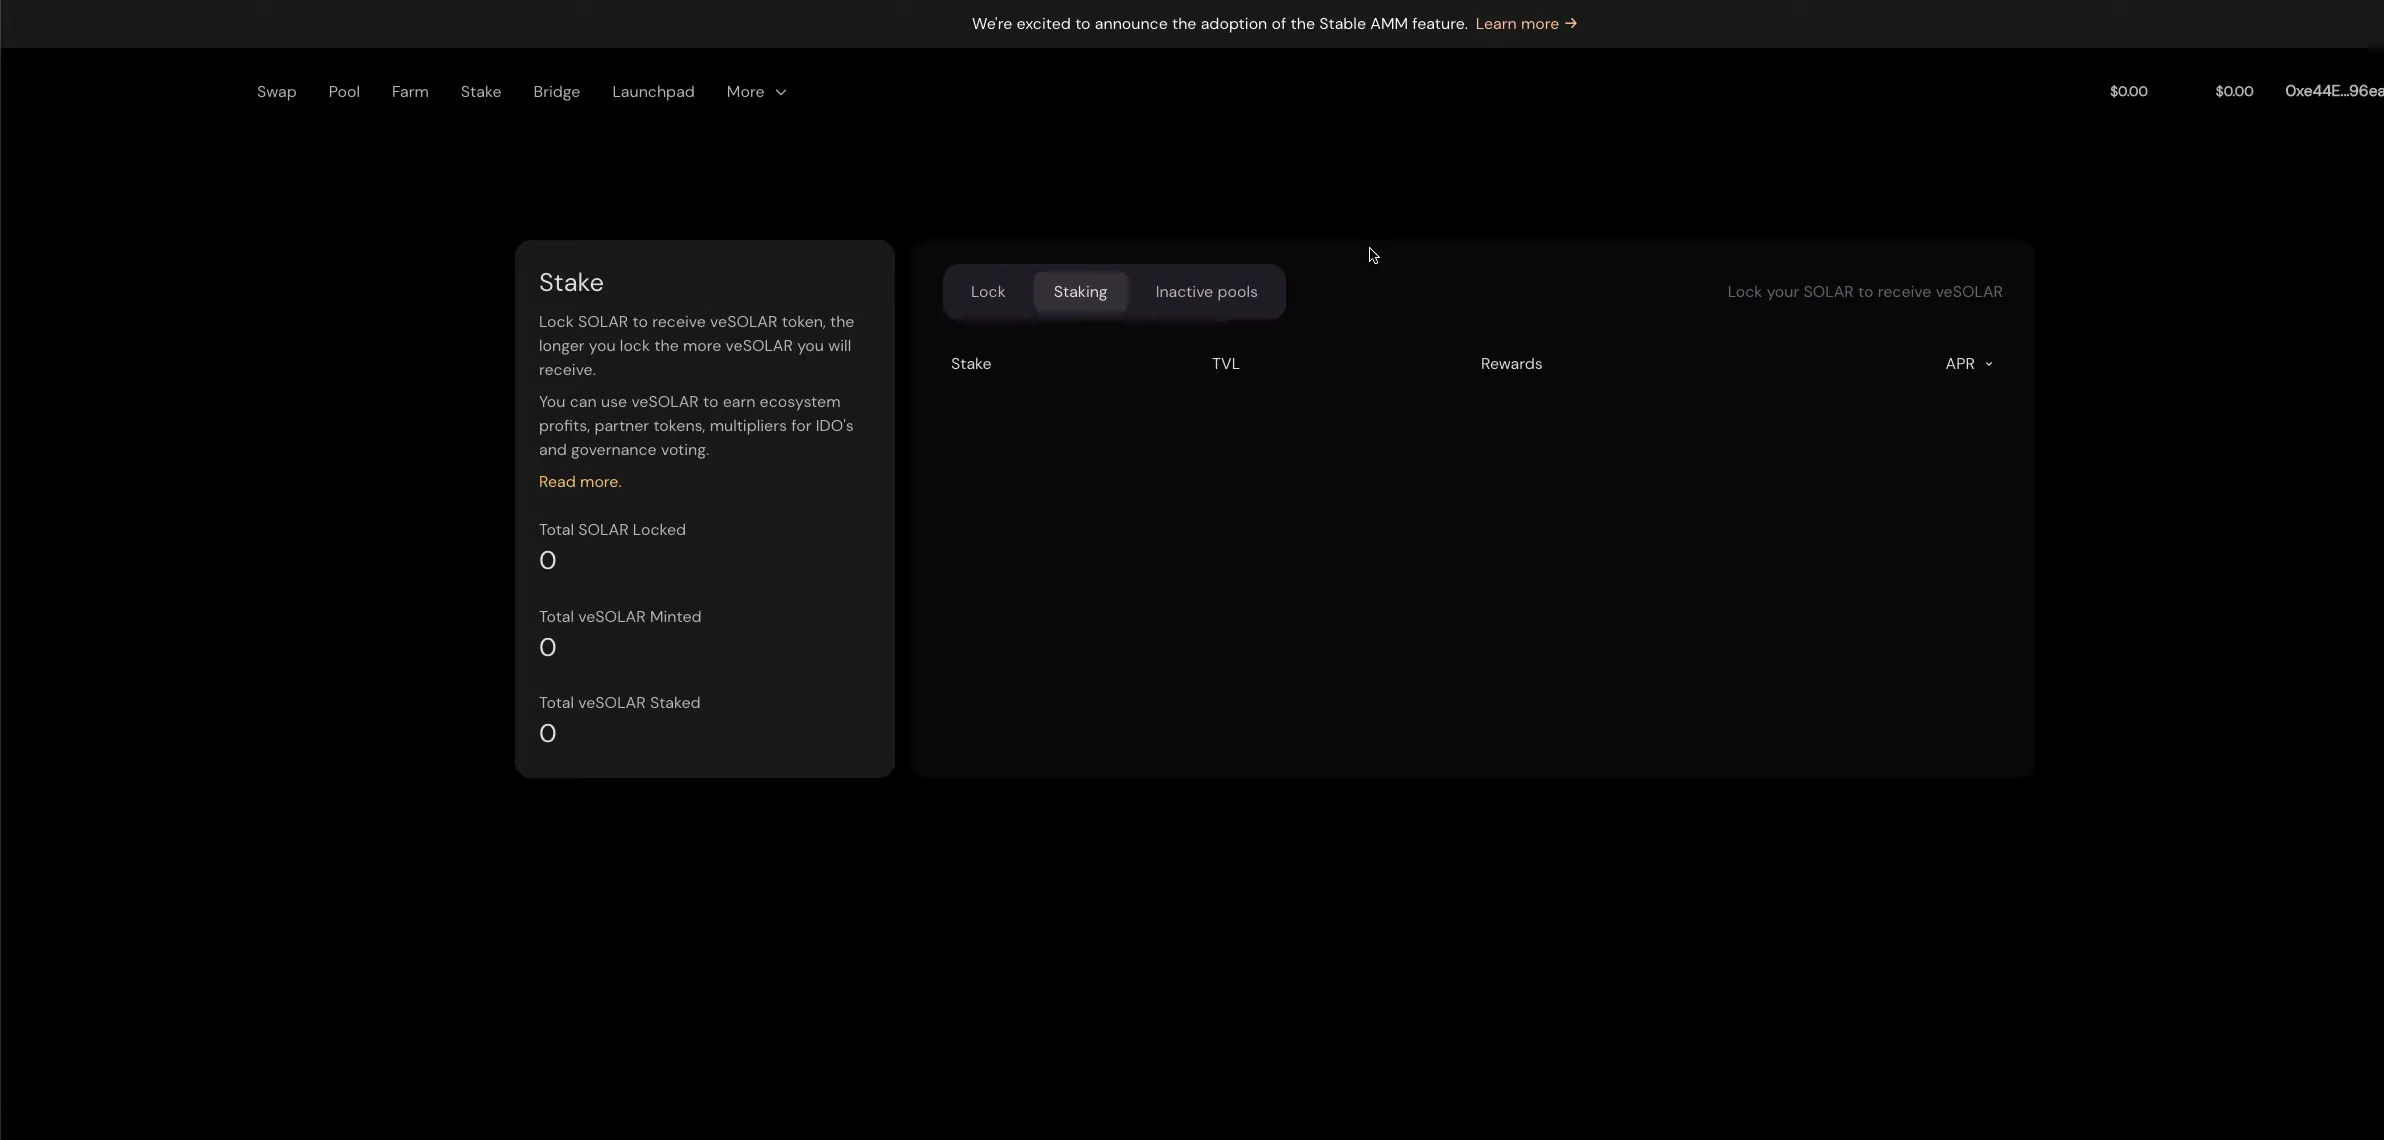 We're excited to announce the adoption of the Stable AMM feature. Learn more →
Swap Pool Farm Stake Bridge Launchpad More $0.00 $0.00 0xe44E...96ea
Stake
Lock SOLAR to receive veSOLAR token, the
longer you lock the more veSOLAR you will
receive.
You can use veSOLAR to earn ecosystem
profits, partner tokens, multipliers for IDO's
and governance voting.
Read more.
Total SOLAR Locked
0
Total veSOLAR Minted
0
Total veSOLAR Staked
0
Lock Staking Inactive pools Lock your SOLAR to receive veSOLAR
Stake TVL Rewards APR